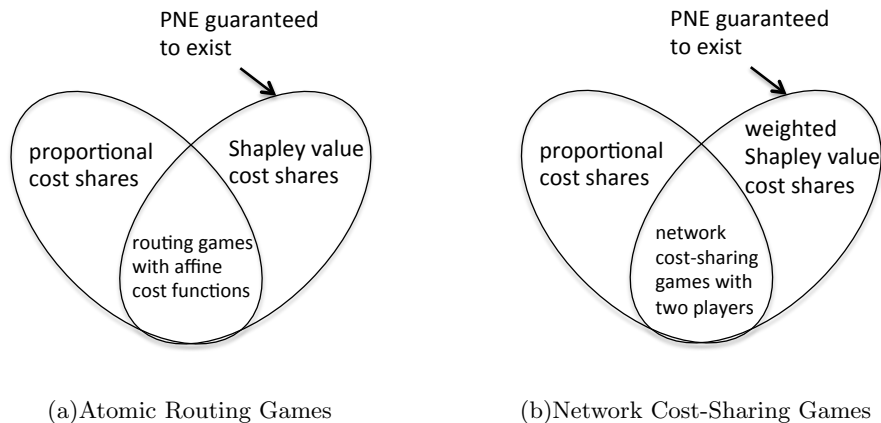 PNE guaranteed
to exist
proportional
cost shares
Shapley value
cost shares
routing games
with affine
cost functions
(a)Atomic Routing Games
PNE guaranteed
to exist
proportional
cost shares
weighted
Shapley value
cost shares
network
cost-sharing
games with
two players
(b)Network Cost-Sharing Games